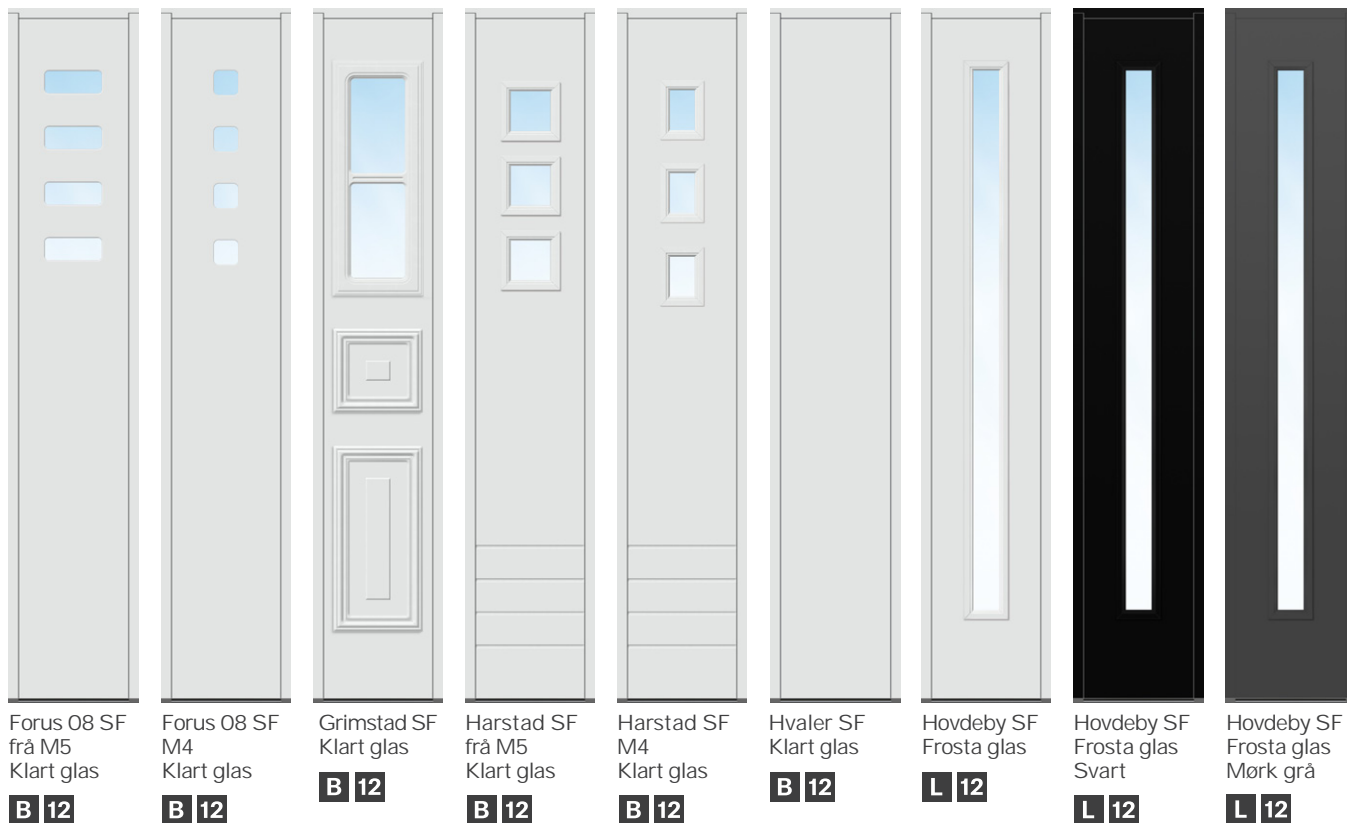 Forus 08 SF
frå M5
Klart glas
B 12
Forus 08 SF
M4
Klart glas
B 12
Grimstad SF
Klart glas
B 12
Harstad SF
frå M5
Klart glas
B 12
Harstad SF
M4
Klart glas
B 12
Hvaler SF
Klart glas
B 12
Hovdeby SF
Frosta glas
L 12
Hovdeby SF
Frosta glas
Svart
L 12
Hovdeby SF
Frosta glas
Mørk grå
L 12